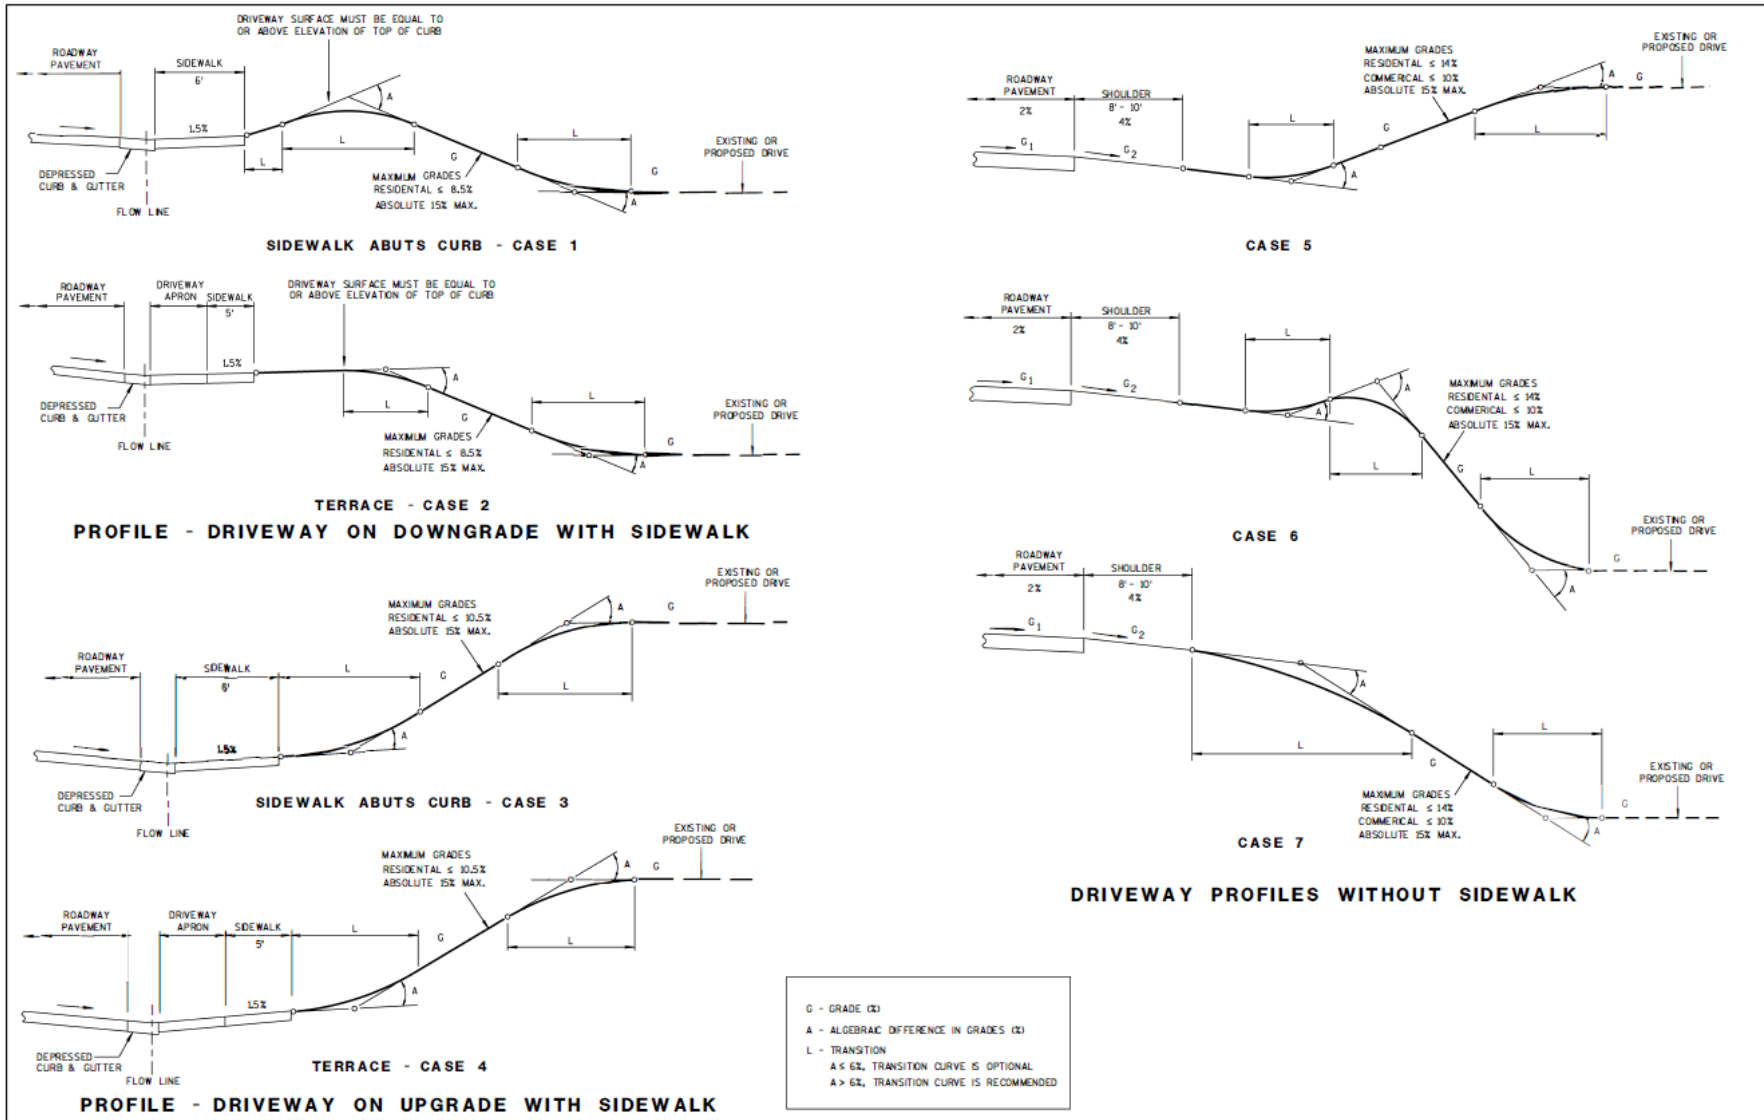 DRIVEWAY SURFACE MUST BE EQUAL TO
OR ABOVE ELEVATION OF TOP OF CURB
ROADWAY
PAVEMENT
SIDEWALK
6'
A
1.5%
L
L
L
G
EXISTING OR
PROPOSED DRIVE
DEPRESSED
CURB & GUTTER
MAXIMUM GRADES
RESIDENTAL ≤ 8.5%
ABSOLUTE 15% MAX.
G
A
FLOW LINE
SIDEWALK ABUTS CURB - CASE 1
ROADWAY
PAVEMENT
DRIVEWAY
APRON
SIDEWALK
5'
DRIVEWAY SURFACE MUST BE EQUAL TO
OR ABOVE ELEVATION OF TOP OF CURB
1.5%
A
L
L
G
EXISTING OR
PROPOSED DRIVE
DEPRESSED
CURB & GUTTER
FLOW LINE
MAXIMUM GRADES
RESIDENTIAL ≤ 8.5%
ABSOLUTE 15% MAX.
G
A
TERRACE - CASE 2
PROFILE - DRIVEWAY ON DOWNGRADE WITH SIDEWALK
EXISTING OR
PROPOSED DRIVE
MAXIMUM GRADES
RESIDENTIAL ≤ 10.5%
ABSOLUTE 15% MAX.
A
G
ROADWAY
PAVEMENT
SIDEWALK
6'
L
G
L
A
1.5%
DEPRESSED
CURB & GUTTER
FLOW LINE
SIDEWALK ABUTS CURB - CASE 3
EXISTING OR
PROPOSED DRIVE
MAXIMUM GRADES
RESIDENTIAL ≤ 10.5%
ABSOLUTE 15% MAX.
A
G
ROADWAY
PAVEMENT
DRIVEWAY
APRON
SIDEWALK
5'
L
G
L
A
1.5%
DEPRESSED
CURB & GUTTER
FLOW LINE
TERRACE - CASE 4
PROFILE - DRIVEWAY ON UPGRADE WITH SIDEWALK
EXISTING OR
PROPOSED DRIVE
MAXIMUM GRADES
RESIDENTIAL ≤ 14%
COMMERICAL ≤ 10%
ABSOLUTE 15% MAX.
A
G
ROADWAY
PAVEMENT
2%
SHOULDER
8' - 10'
4%
L
L
G
G1
G2
A
CASE 5
ROADWAY
PAVEMENT
2%
SHOULDER
8' - 10'
4%
L
G1
G2
A
A
MAXIMUM GRADES
RESIDENTIAL ≤ 14%
COMMERICAL ≤ 10%
ABSOLUTE 15% MAX.
L
G
L
EXISTING OR
PROPOSED DRIVE
G
A
CASE 6
ROADWAY
PAVEMENT
2%
SHOULDER
8' - 10'
4%
G1
G2
A
L
G
L
EXISTING OR
PROPOSED DRIVE
MAXIMUM GRADES
RESIDENTIAL ≤ 14%
COMMERICAL ≤ 10%
ABSOLUTE 15% MAX.
G
A
CASE 7
DRIVEWAY PROFILES WITHOUT SIDEWALK
G - GRADE (%)
A - ALGEBRAIC DIFFERENCE IN GRADES (%)
L - TRANSITION
A ≤ 6%, TRANSITION CURVE IS OPTIONAL
A > 6%, TRANSITION CURVE IS RECOMMENDED